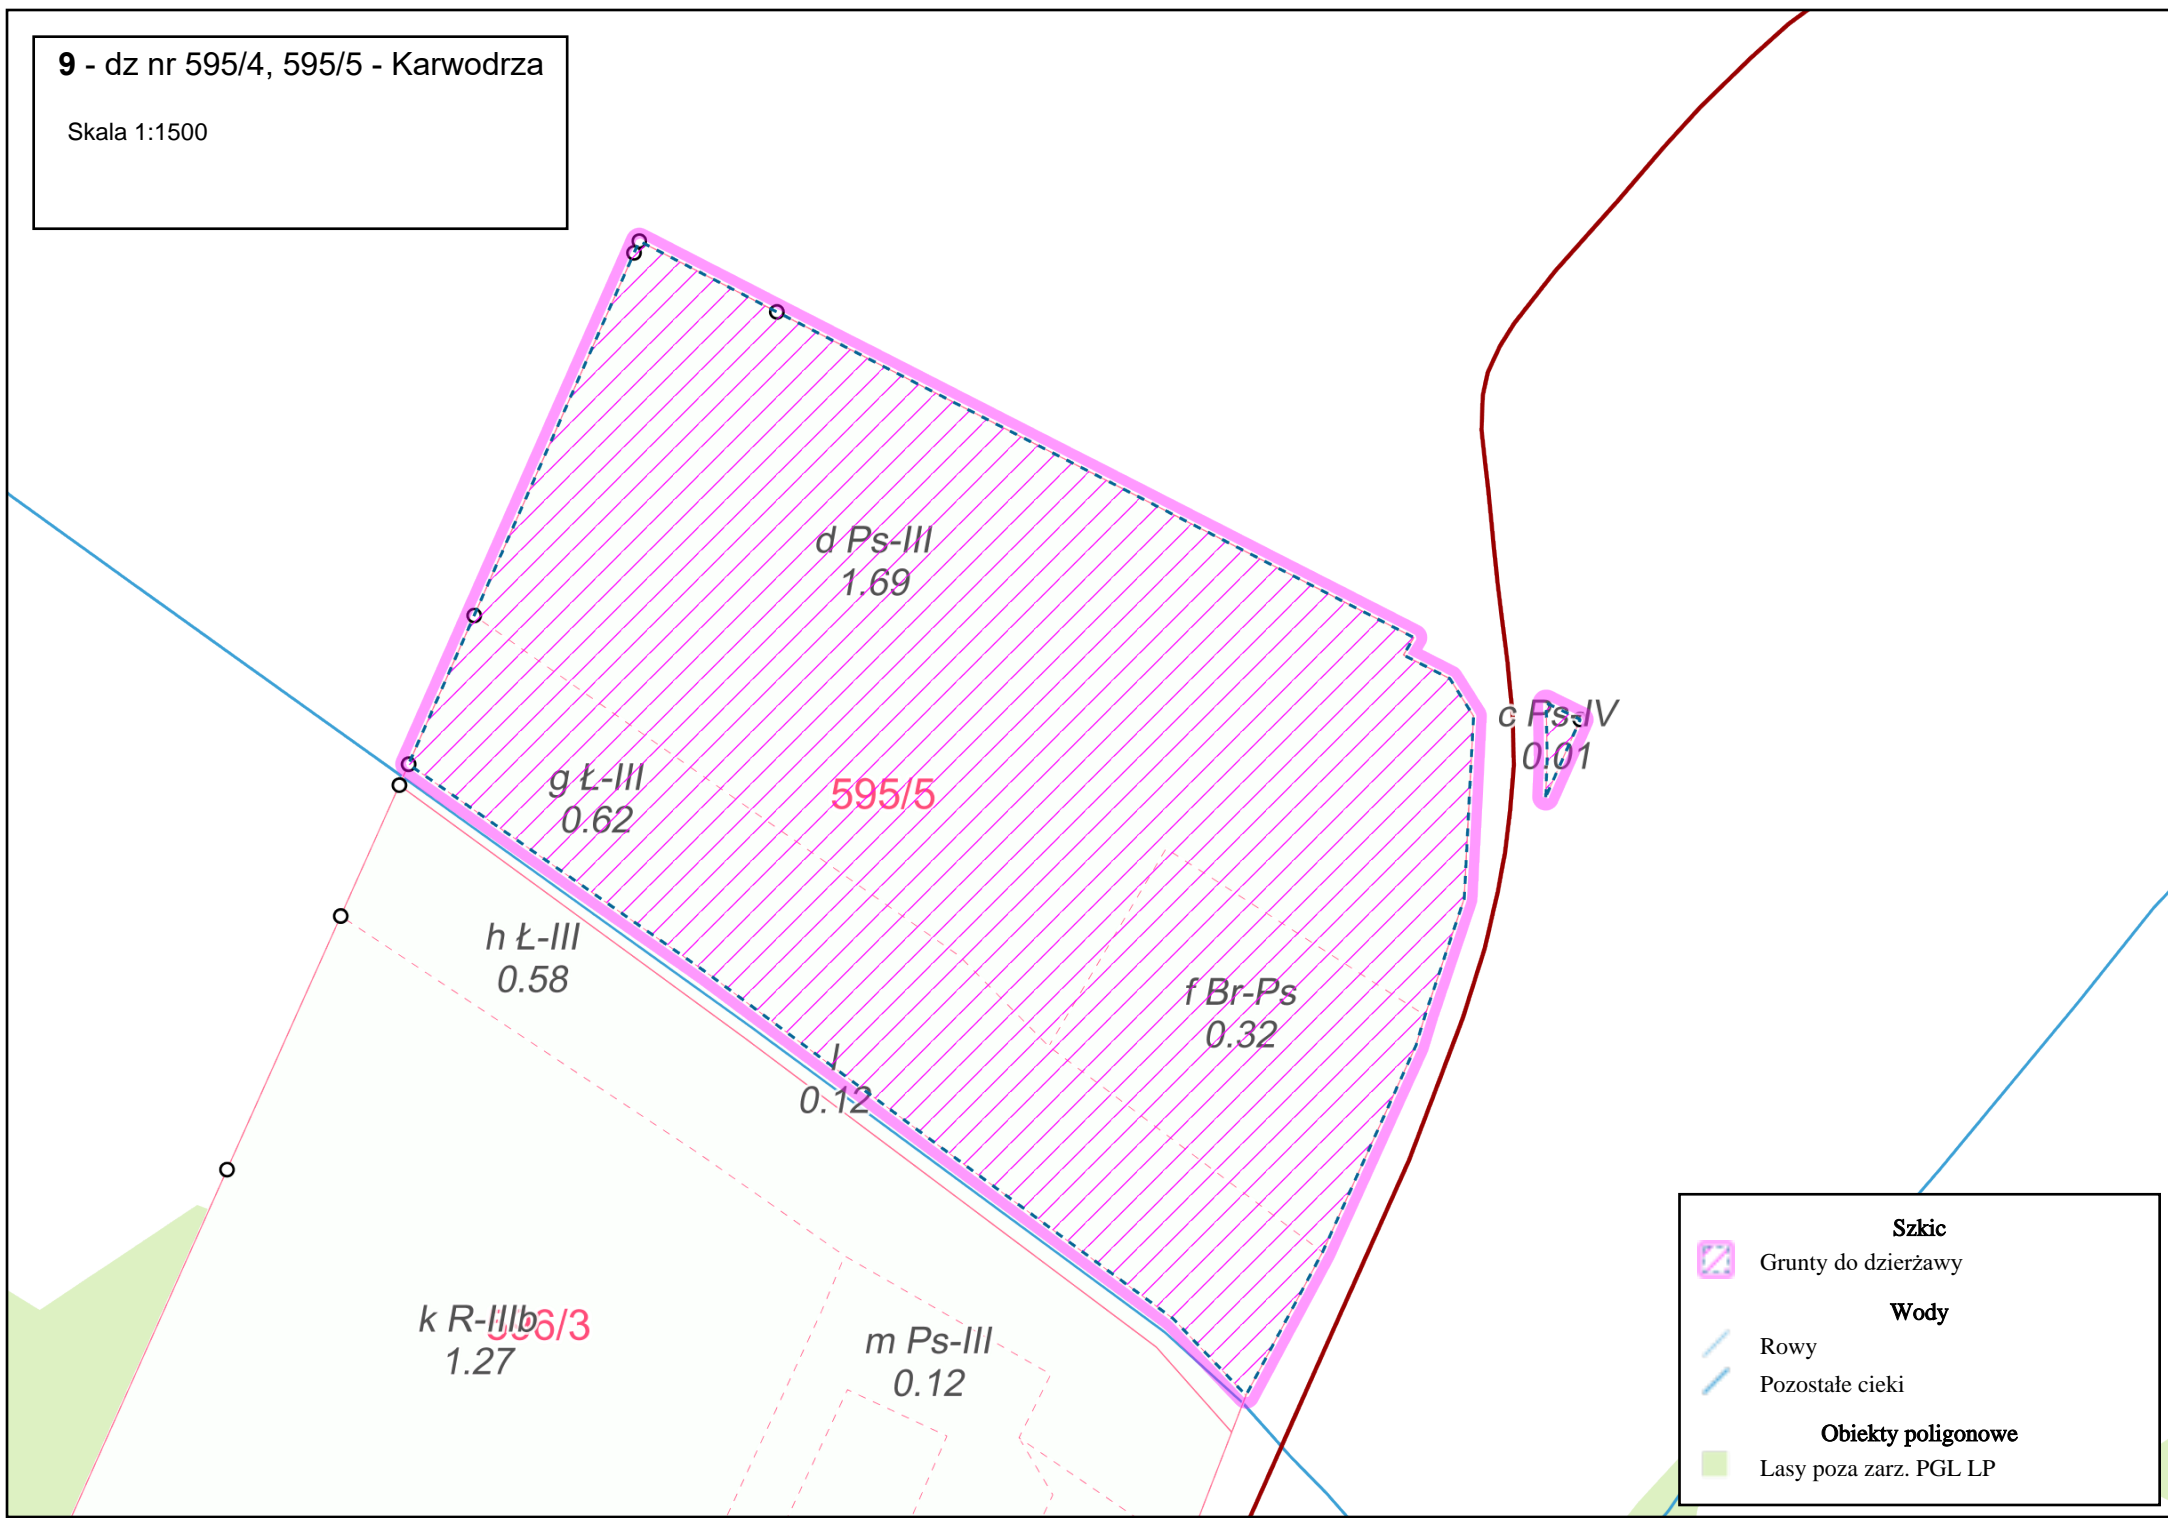 9 - dz nr 595/4, 595/5 - Karwodrza
Skala 1:1500
d Ps-III
1.69
c Ps-IV
0.01
g Ł-III
0.62
595/5
h Ł-III
0.58
f Br-Ps
0.32
l
0.12
k R-IIIb
596/3
1.27
m Ps-III
0.12
Szkic
Grunty do dzierżawy
Wody
Rowy
Pozostałe cieki
Obiekty poligonowe
Lasy poza zarz. PGL LP